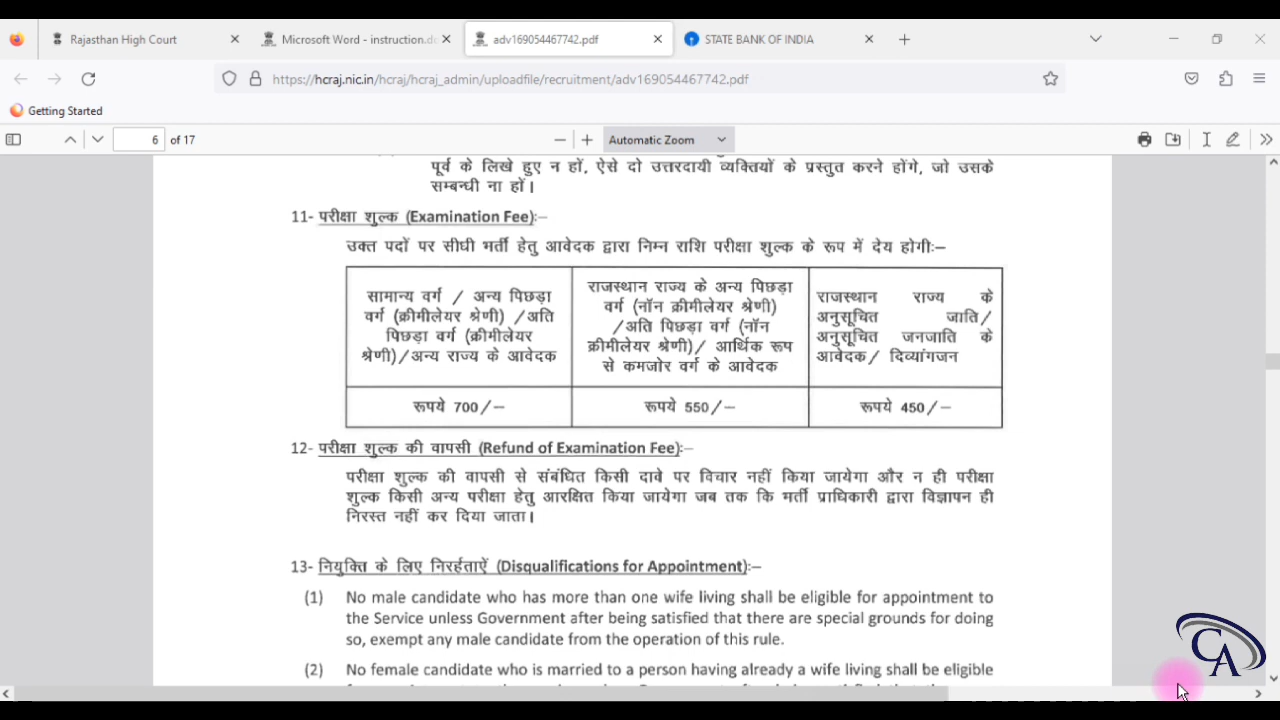 Rajasthan High Court
Microsoft Word - instruction.do
adv169054467742.pdf
STATE BANK OF INDIA
https://hcraj.nic.in/hcraj/hcraj_admin/uploadfile/recruitment/adv169054467742.pdf
Getting Started
6 of 17
Automatic Zoom
पूर्व के लिखे हुए न हों, ऐसे दो उत्तरदायी व्यक्तियों के प्रस्तुत करने होंगे, जो उसके
सम्बन्धी ना हों।
11- परीक्षा शुल्क (Examination Fee):–
उक्त पदों पर सीधी भर्ती हेतु आवेदक द्वारा निम्न राशि परीक्षा शुल्क के रूप में देय होगीः–
सामान्य वर्ग / अन्य पिछड़ा
वर्ग (क्रीमीलेयर श्रेणी) /अति
पिछड़ा वर्ग (क्रीमीलेयर
श्रेणी)/अन्य राज्य के आवेदक
राजस्थान राज्य के अन्य पिछड़ा
वर्ग (नॉन क्रीमीलेयर श्रेणी)
/अति पिछड़ा वर्ग (नॉन
क्रीमीलेयर श्रेणी)/ आर्थिक रूप
से कमजोर वर्ग के आवेदक
राजस्थान राज्य के
अनुसूचित जाति/
अनुसूचित जनजाति के
आवेदक/ दिव्यांगजन
रूपये 700/–
रूपये 550/–
रूपये 450/–
12- परीक्षा शुल्क की वापसी (Refund of Examination Fee):–
परीक्षा शुल्क की वापसी से संबंधित किसी दावे पर विचार नहीं किया जायेगा और न ही परीक्षा
शुल्क किसी अन्य परीक्षा हेतु आरक्षित किया जायेगा जब तक कि भर्ती प्राधिकारी द्वारा विज्ञापन ही
निरस्त नहीं कर दिया जाता।
13- नियुक्ति के लिए निरर्हताऐं (Disqualifications for Appointment):–
(1) No male candidate who has more than one wife living shall be eligible for appointment to
the Service unless Government after being satisfied that there are special grounds for doing
so, exempt any male candidate from the operation of this rule.
(2) No female candidate who is married to a person having already a wife living shall be eligible
CA